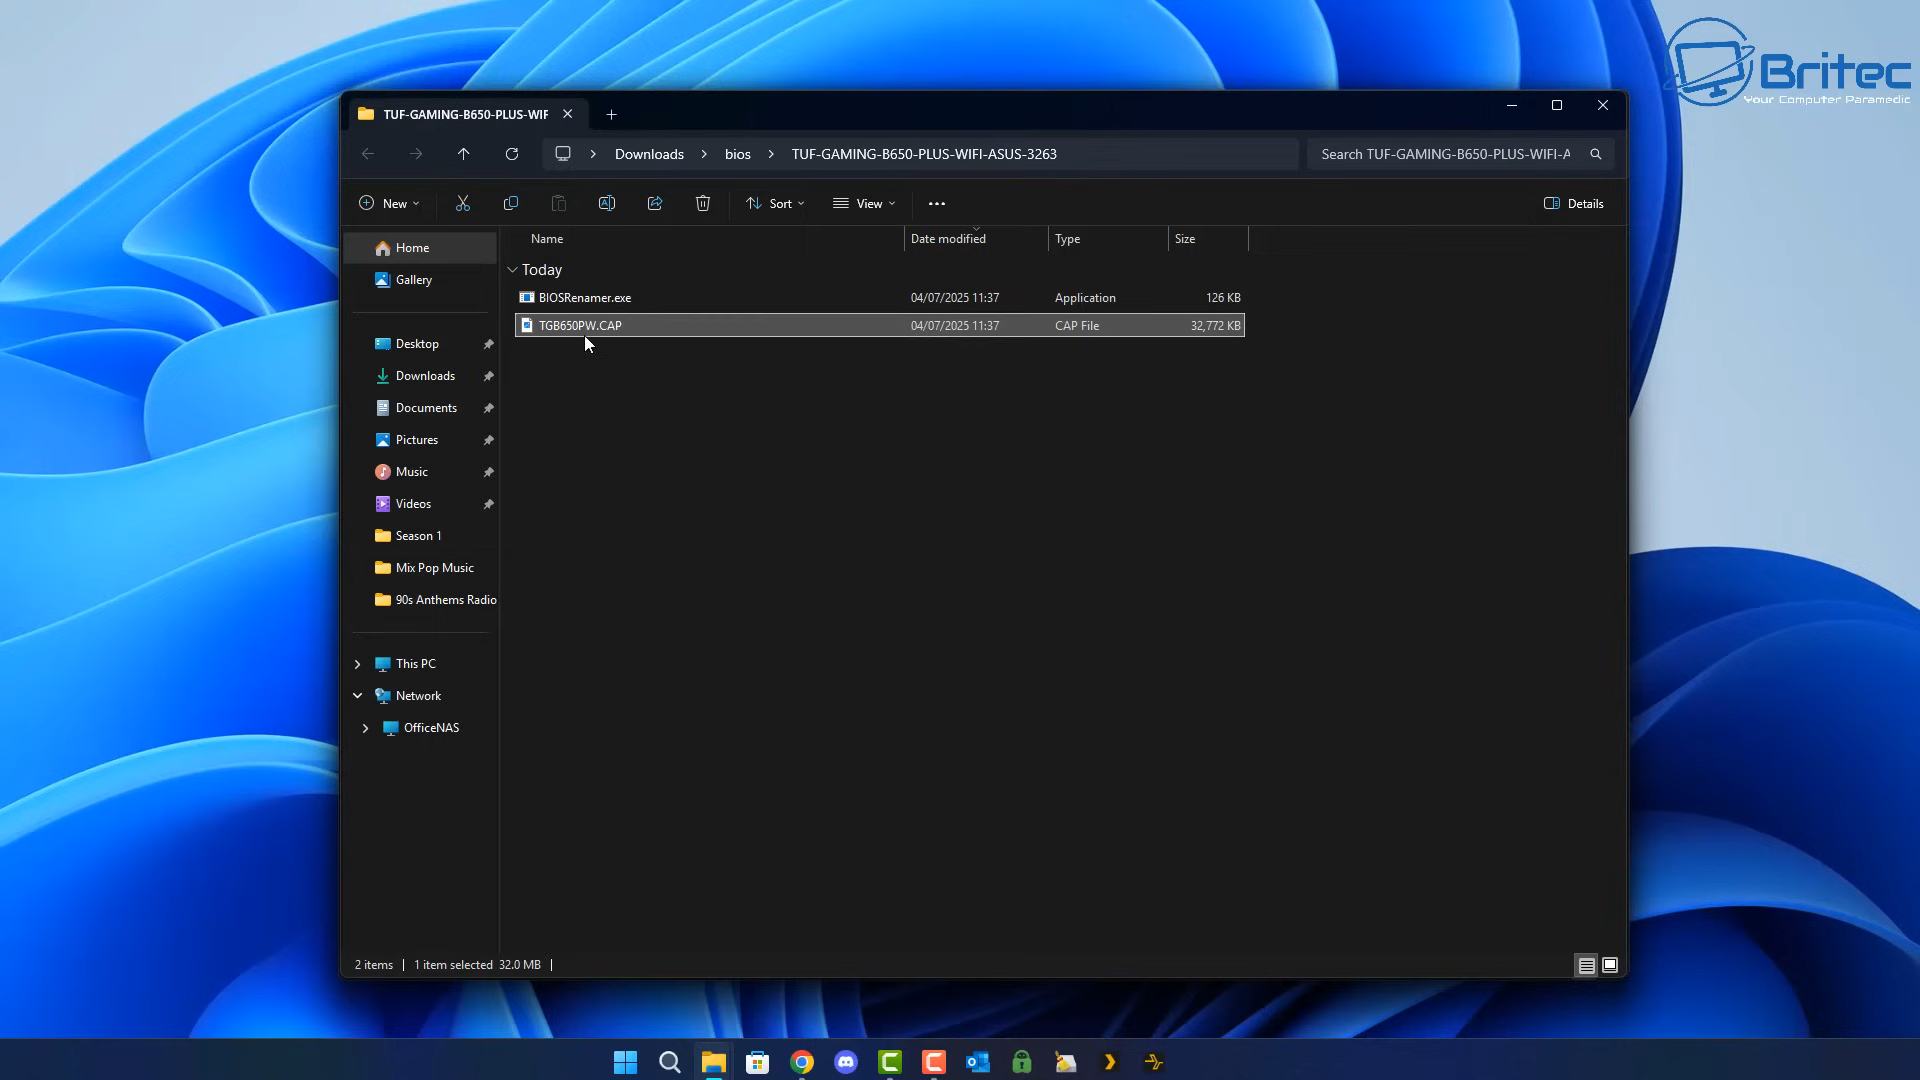 Britec
Your Computer Paramedic
TUF-GAMING-B650-PLUS-WIF
Downloads
bios
TUF-GAMING-B650-PLUS-WIFI-ASUS-3263
Search TUF-GAMING-B650-PLUS-WIFI-A
New
Sort
View
Details
Name
Date modified
Type
Size
Today
BIOSRenamer.exe
04/07/2025 11:37
Application
126 KB
TGB650PW.CAP
04/07/2025 11:37
CAP File
32,772 KB
Home
Gallery
Desktop
Downloads
Documents
Pictures
Music
Videos
Season 1
Mix Pop Music
90s Anthems Radio
This PC
Network
OfficeNAS
2 items
1 item selected 32.0 MB